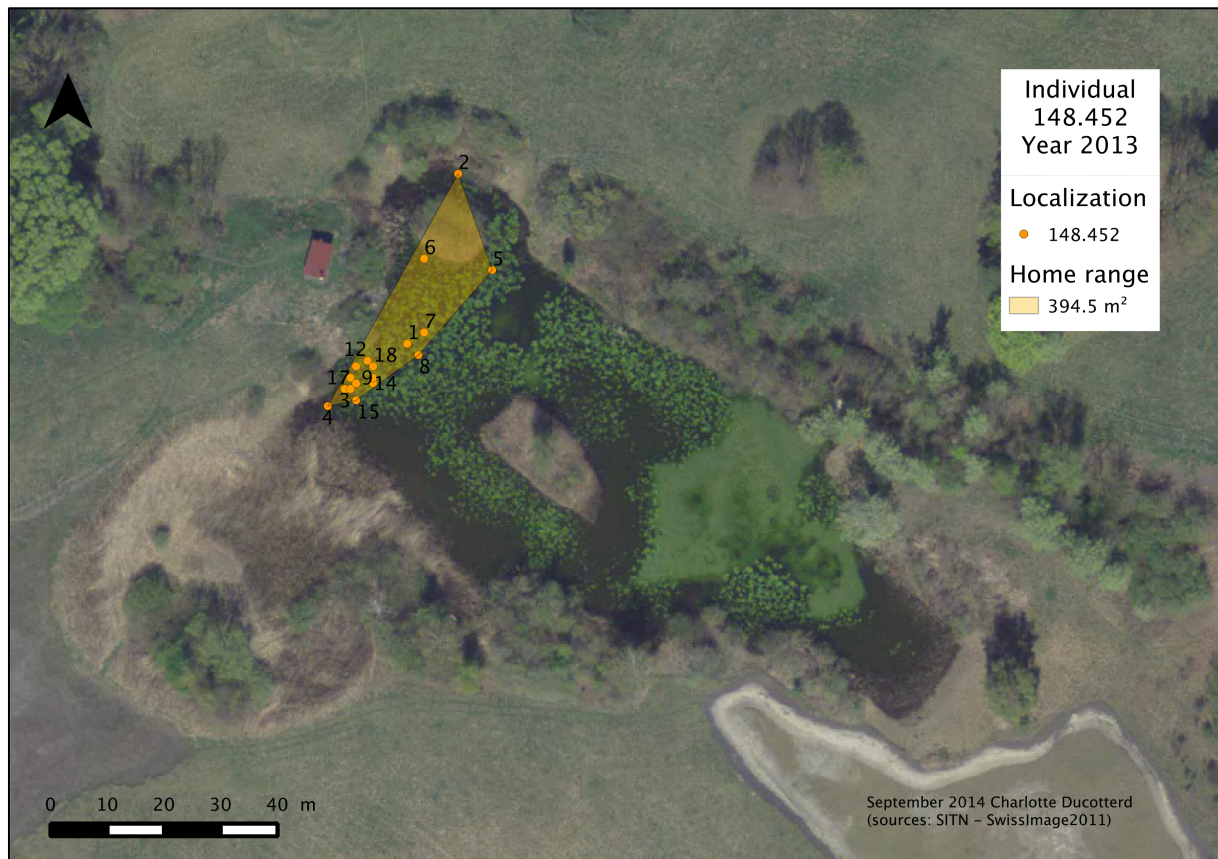 Individual
148.452
Year 2013
Localization
148.452
Home range
394.5 m²
2
6
5
7
1
8
12
18
17
9
14
3
4
15
0 10 20 30 40 m
September 2014 Charlotte Ducotterd
(sources: SITN – SwissImage2011)